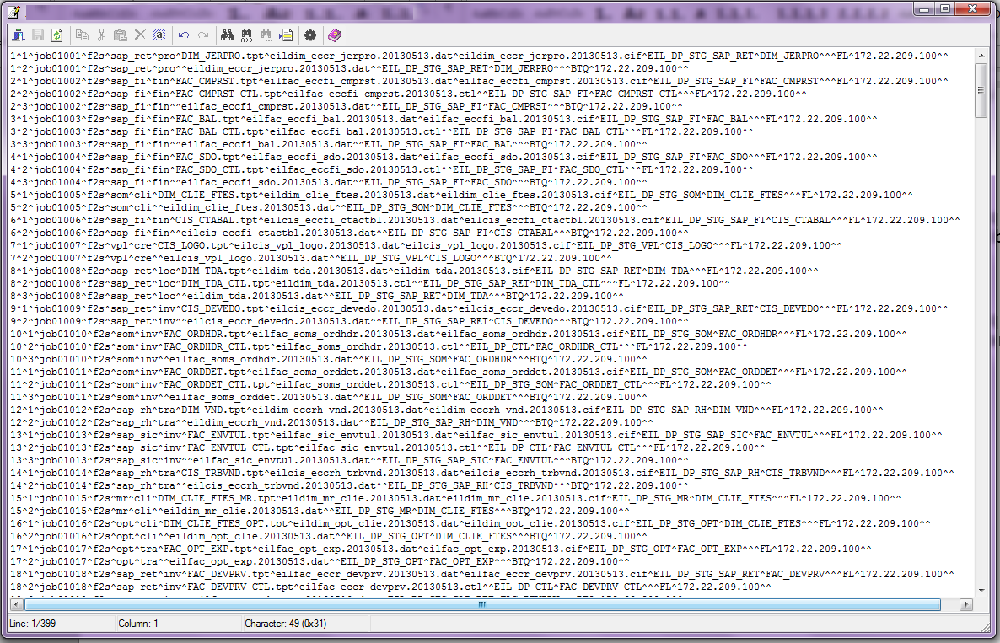 1^1^job01001^f2s^sap_ret^pro^DIM_JERPRO.tpt^eildim_eccr_jerpro.20130513.dat^eildim_eccr_jerpro.20130513.cif^EIL_DP_STG_SAP_RET^DIM_JERPRO^^^FL^172.22.209.100^^
1^2^job01001^f2s^sap_ret^pro^^eildim_eccr_jerpro.20130513.dat^^EIL_DP_STG_SAP_RET^DIM_JERPRO^^^BTQ^172.22.209.100^^
2^1^job01002^f2s^sap_fi^fin^FAC_CMPRST.tpt^eilfac_eccfi_cmprst.20130513.dat^eilfac_eccfi_cmprst.20130513.cif^EIL_DP_STG_SAP_FI^FAC_CMPRST^^^FL^172.22.209.100^^
2^2^job01002^f2s^sap_fi^fin^FAC_CMPRST_CTL.tpt^eilfac_eccfi_cmprst.20130513.ctl^^EIL_DP_STG_SAP_FI^FAC_CMPRST_CTL^^^FL^172.22.209.100^^
2^3^job01002^f2s^sap_fi^fin^^eilfac_eccfi_cmprst.20130513.dat^^EIL_DP_STG_SAP_FI^FAC_CMPRST^^^BTQ^172.22.209.100^^
3^1^job01003^f2s^sap_fi^fin^FAC_BAL.tpt^eilfac_eccfi_bal.20130513.dat^eilfac_eccfi_bal.20130513.cif^EIL_DP_STG_SAP_FI^FAC_BAL^^^FL^172.22.209.100^^
3^2^job01003^f2s^sap_fi^fin^FAC_BAL_CTL.tpt^eilfac_eccfi_bal.20130513.ctl^^EIL_DP_STG_SAP_FI^FAC_BAL_CTL^^^FL^172.22.209.100^^
3^3^job01003^f2s^sap_fi^fin^^eilfac_eccfi_bal.20130513.dat^^EIL_DP_STG_SAP_FI^FAC_BAL^^^BTQ^172.22.209.100^^
4^1^job01004^f2s^sap_fi^fin^FAC_SDO.tpt^eilfac_eccfi_sdo.20130513.dat^eilfac_eccfi_sdo.20130513.cif^EIL_DP_STG_SAP_FI^FAC_SDO^^^FL^172.22.209.100^^
4^2^job01004^f2s^sap_fi^fin^FAC_SDO_CTL.tpt^eilfac_eccfi_sdo.20130513.ctl^^EIL_DP_STG_SAP_FI^FAC_SDO_CTL^^^FL^172.22.209.100^^
4^3^job01004^f2s^sap_fi^fin^^eilfac_eccfi_sdo.20130513.dat^^EIL_DP_STG_SAP_FI^FAC_SDO^^^BTQ^172.22.209.100^^
5^1^job01005^f2s^som^cli^DIM_CLIE_FTES.tpt^eildim_clie_ftes.20130513.dat^eildim_clie_ftes.20130513.cif^EIL_DP_STG_SOM^DIM_CLIE_FTES^^^FL^172.22.209.100^^
5^2^job01005^f2s^som^cli^^eildim_clie_ftes.20130513.dat^^EIL_DP_STG_SOM^DIM_CLIE_FTES^^^BTQ^172.22.209.100^^
6^1^job01006^f2s^sap_fi^fin^CIS_CTABAL.tpt^eilcis_eccfi_ctactbl.20130513.dat^eilcis_eccfi_ctactbl.20130513.cif^EIL_DP_STG_SAP_FI^CIS_CTABAL^^^FL^172.22.209.100^^
6^2^job01006^f2s^sap_fi^fin^^eilcis_eccfi_ctactbl.20130513.dat^^EIL_DP_STG_SAP_FI^CIS_CTABAL^^^BTQ^172.22.209.100^^
7^1^job01007^f2s^vpl^cre^CIS_LOGO.tpt^eilcis_vpl_logo.20130513.dat^eilcis_vpl_logo.20130513.cif^EIL_DP_STG_VPL^CIS_LOGO^^^FL^172.22.209.100^^
7^2^job01007^f2s^vpl^cre^^eilcis_vpl_logo.20130513.dat^^EIL_DP_STG_VPL^CIS_LOGO^^^BTQ^172.22.209.100^^
8^1^job01008^f2s^sap_ret^loc^DIM_TDA.tpt^eildim_tda.20130513.dat^eildim_tda.20130513.cif^EIL_DP_STG_SAP_RET^DIM_TDA^^^FL^172.22.209.100^^
8^2^job01008^f2s^sap_ret^loc^DIM_TDA_CTL.tpt^eildim_tda.20130513.ctl^^EIL_DP_STG_SAP_RET^DIM_TDA_CTL^^^FL^172.22.209.100^^
8^3^job01008^f2s^sap_ret^loc^^eildim_tda.20130513.dat^^EIL_DP_STG_SAP_RET^DIM_TDA^^^BTQ^172.22.209.100^^
9^1^job01009^f2s^sap_ret^inv^CIS_DEVEDO.tpt^eilcis_eccr_devedo.20130513.dat^eilcis_eccr_devedo.20130513.cif^EIL_DP_STG_SAP_RET^CIS_DEVEDO^^^FL^172.22.209.100^^
9^2^job01009^f2s^sap_ret^inv^^eilcis_eccr_devedo.20130513.dat^^EIL_DP_STG_SAP_RET^CIS_DEVEDO^^^BTQ^172.22.209.100^^
10^1^job01010^f2s^som^inv^FAC_ORDHDR.tpt^eilfac_soms_ordhdr.20130513.dat^eilfac_soms_ordhdr.20130513.cif^EIL_DP_STG_SOM^FAC_ORDHDR^^^FL^172.22.209.100^^
10^2^job01010^f2s^som^inv^FAC_ORDHDR_CTL.tpt^eilfac_soms_ordhdr.20130513.ctl^^EIL_DP_CTL^FAC_ORDHDR_CTL^^^FL^172.22.209.100^^
10^3^job01010^f2s^som^inv^^eilfac_soms_ordhdr.20130513.dat^^EIL_DP_STG_SOM^FAC_ORDHDR^^^BTQ^172.22.209.100^^
11^1^job01011^f2s^som^inv^FAC_ORDDET.tpt^eilfac_soms_orddet.20130513.dat^eilfac_soms_orddet.20130513.cif^EIL_DP_STG_SOM^FAC_ORDDET^^^FL^172.22.209.100^^
11^2^job01011^f2s^som^inv^FAC_ORDDET_CTL.tpt^eilfac_soms_orddet.20130513.ctl^^EIL_DP_STG_SOM^FAC_ORDDET_CTL^^^FL^172.22.209.100^^
11^3^job01011^f2s^som^inv^^eilfac_soms_orddet.20130513.dat^^EIL_DP_STG_SOM^FAC_ORDDET^^^BTQ^172.22.209.100^^
12^1^job01012^f2s^sap_rh^tra^DIM_VND.tpt^eildim_eccrh_vnd.20130513.dat^eildim_eccrh_vnd.20130513.cif^EIL_DP_STG_SAP_RH^DIM_VND^^^FL^172.22.209.100^^
12^2^job01012^f2s^sap_rh^tra^^eildim_eccrh_vnd.20130513.dat^^EIL_DP_STG_SAP_RH^DIM_VND^^^BTQ^172.22.209.100^^
13^1^job01013^f2s^sap_sic^inv^FAC_ENVTUL.tpt^eilfac_sic_envtul.20130513.dat^eilfac_sic_envtul.20130513.cif^EIL_DP_STG_SAP_SIC^FAC_ENVTUL^^^FL^172.22.209.100^^
13^2^job01013^f2s^sap_sic^inv^FAC_ENVTUL_CTL.tpt^eilfac_sic_envtul.20130513.ctl^^EIL_DP_CTL^FAC_ENVTUL_CTL^^^FL^172.22.209.100^^
13^3^job01013^f2s^sap_sic^inv^^eilfac_sic_envtul.20130513.dat^^EIL_DP_STG_SAP_SIC^FAC_ENVTUL^^^BTQ^172.22.209.100^^
14^1^job01014^f2s^sap_rh^tra^CIS_TRBVND.tpt^eilcis_eccrh_trbvnd.20130513.dat^eilcis_eccrh_trbvnd.20130513.cif^EIL_DP_STG_SAP_RH^CIS_TRBVND^^^FL^172.22.209.100^^
14^2^job01014^f2s^sap_rh^tra^^eilcis_eccrh_trbvnd.20130513.dat^^EIL_DP_STG_SAP_RH^CIS_TRBVND^^^BTQ^172.22.209.100^^
15^1^job01015^f2s^mr^cli^DIM_CLIE_FTES_MR.tpt^eildim_mr_clie.20130513.dat^eildim_mr_clie.20130513.cif^EIL_DP_STG_MR^DIM_CLIE_FTES^^^FL^172.22.209.100^^
15^2^job01015^f2s^mr^cli^^eildim_mr_clie.20130513.dat^^EIL_DP_STG_MR^DIM_CLIE_FTES^^^BTQ^172.22.209.100^^
16^1^job01016^f2s^opt^cli^DIM_CLIE_FTES_OPT.tpt^eildim_opt_clie.20130513.dat^eildim_opt_clie.20130513.cif^EIL_DP_STG_OPT^DIM_CLIE_FTES^^^FL^172.22.209.100^^
16^2^job01016^f2s^opt^cli^^eildim_opt_clie.20130513.dat^^EIL_DP_STG_OPT^DIM_CLIE_FTES^^^BTQ^172.22.209.100^^
17^1^job01017^f2s^opt^tra^FAC_OPT_EXP.tpt^eilfac_opt_exp.20130513.dat^eilfac_opt_exp.20130513.cif^EIL_DP_STG_OPT^FAC_OPT_EXP^^^FL^172.22.209.100^^
17^2^job01017^f2s^opt^tra^^eilfac_opt_exp.20130513.dat^^EIL_DP_STG_OPT^FAC_OPT_EXP^^^BTQ^172.22.209.100^^
18^1^job01018^f2s^sap_ret^inv^FAC_DEVPRV.tpt^eilfac_eccr_devprv.20130513.dat^eilfac_eccr_devprv.20130513.cif^EIL_DP_STG_SAP_RET^FAC_DEVPRV^^^FL^172.22.209.100^^
18^2^job01018^f2s^sap_ret^inv^FAC_DEVPRV_CTL.tpt^eilfac_eccr_devprv.20130513.ctl^^EIL_DP_CTL^FAC_DEVPRV_CTL^^^FL^172.22.209.100^^
Line: 1/399 Column: 1 Character: 49 (0x31)